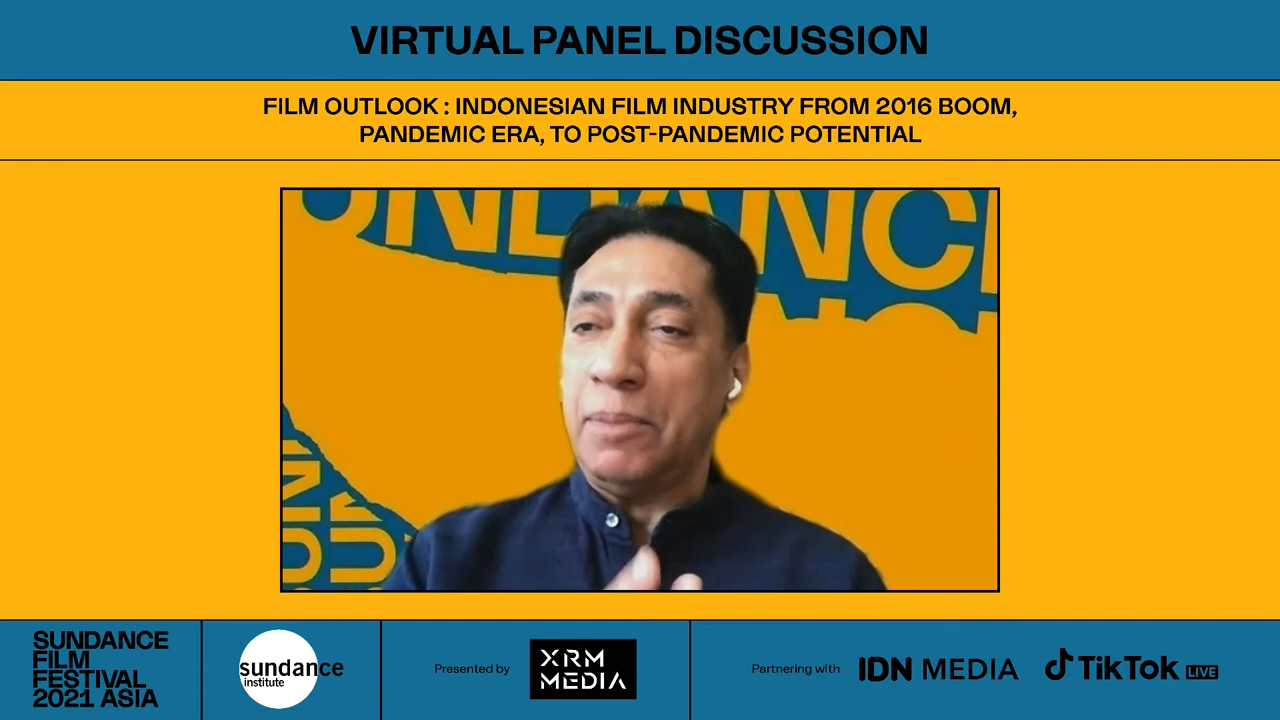 VIRTUAL PANEL DISCUSSION
FILM OUTLOOK : INDONESIAN FILM INDUSTRY FROM 2016 BOOM,
PANDEMIC ERA, TO POST-PANDEMIC POTENTIAL
SUNDANCE
FILM
FESTIVAL
2021 ASIA
sundance
institute
Presented by
XRM
MEDIA
Partnering with
IDN MEDIA
TikTok LIVE